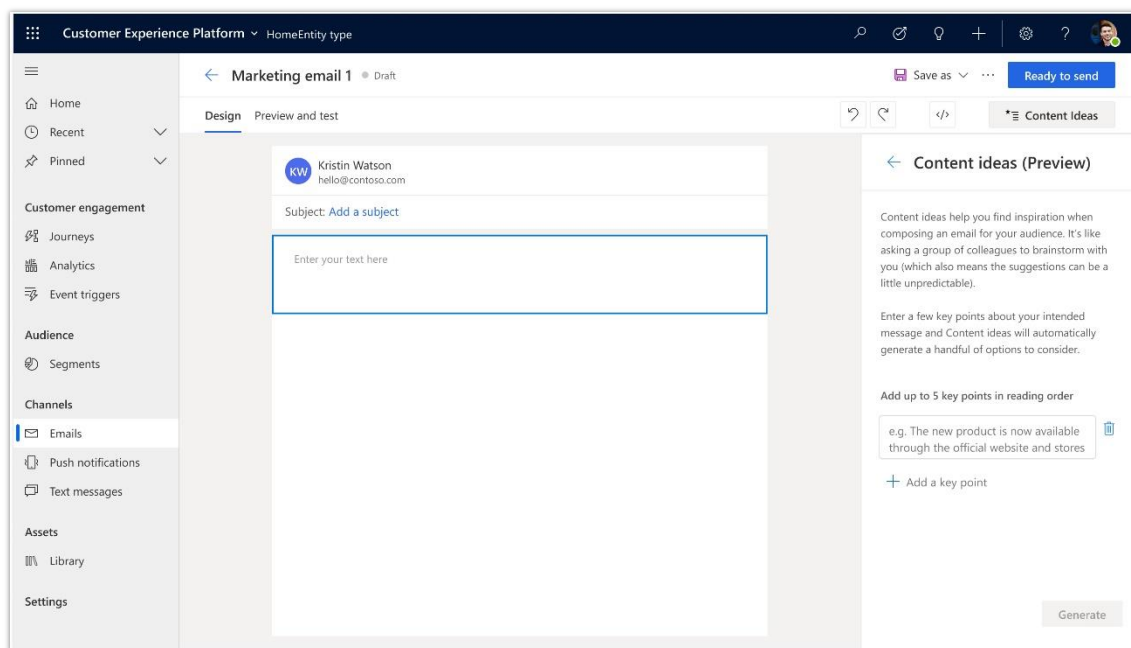 Customer Experience Platform HomeEntity type
Marketing email 1 Draft
Save as
Ready to send
Home
Recent
Pinned
Customer engagement
Journeys
Analytics
Event triggers
Audience
Segments
Channels
Emails
Push notifications
Text messages
Assets
Library
Settings
Design Preview and test
Content Ideas
KW
Kristin Watson
hello@contoso.com
Subject: Add a subject
Enter your text here
Content ideas (Preview)
Content ideas help you find inspiration when
composing an email for your audience. It's like
asking a group of colleagues to brainstorm with
you (which also means the suggestions can be a
little unpredictable).
Enter a few key points about your intended
message and Content ideas will automatically
generate a handful of options to consider.
Add up to 5 key points in reading order
e.g. The new product is now available
through the official website and stores
Add a key point
Generate